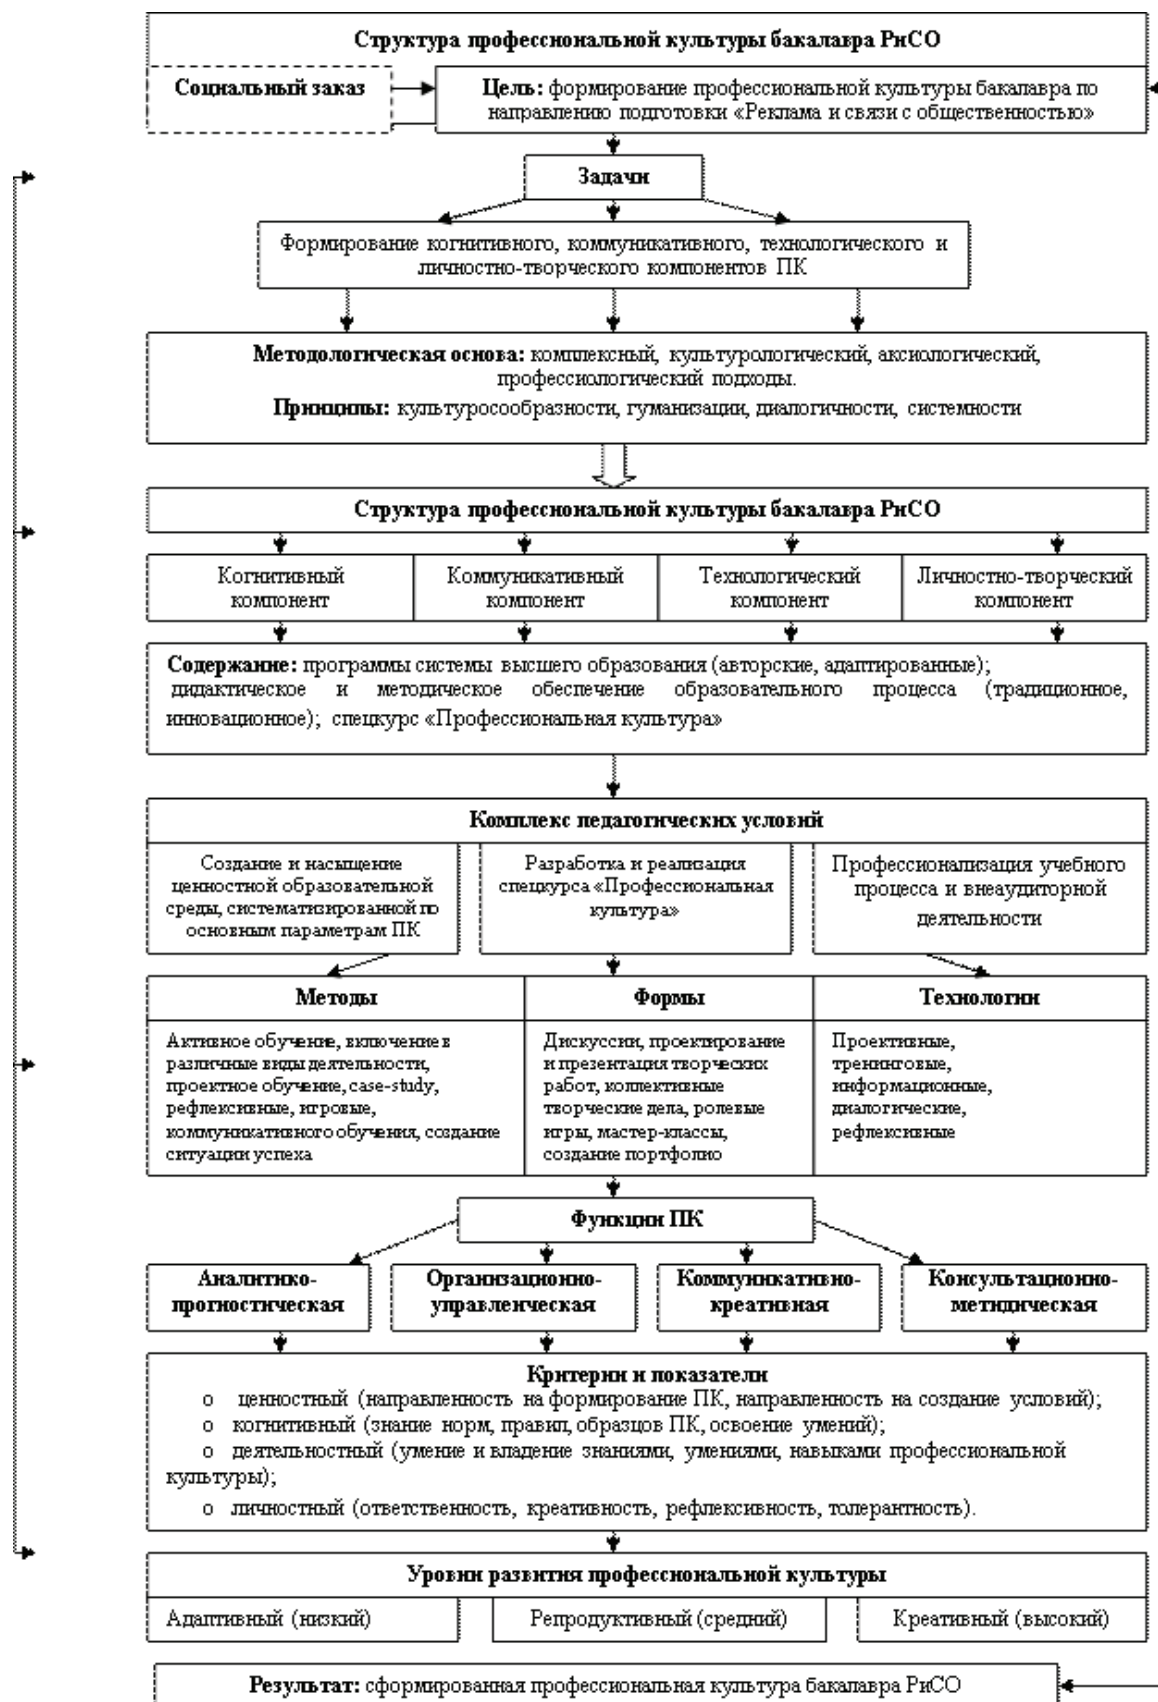 Структура профессиональной культуры бакалавра РиСО
Социальный заказ
Цель: формирование профессиональной культуры бакалавра по
направлению подготовки «Реклама и связи с общественностью»
Задачи
Формирование когнитивного, коммуникативного, технологического и
личностно-творческого компонентов ПК
Методологическая основа: комплексный, культурологический, аксиологический,
профессиологический подходы.
Принципы: культуросообразности, гуманизации, диалогичности, системности
Структура профессиональной культуры бакалавра РиСО
Когнитивный
компонент
Коммуникативный
компонент
Технологический
компонент
Личностно-творческий
компонент
Содержание: программы системы высшего образования (авторские, адаптированные);
дидактическое и методическое обеспечение образовательного процесса (традиционное,
инновационное); спецкурс «Профессиональная культура»
Комплекс педагогических условий
Создание и насыщение
ценностной образовательной
среды, систематизированной по
основным параметрам ПК
Разработка и реализация
спецкурса «Профессиональная
культура»
Профессионализация учебного
процесса и внеаудиторной
деятельности
Методы
Активное обучение, включение в
различные виды деятельности,
проектное обучение, case-study,
рефлексивные, игровые,
коммуникативного обучения, создание
ситуации успеха
Формы
Дискуссии, проектирование
и презентация творческих
работ, коллективные
творческие дела, ролевые
игры, мастер-классы,
создание портфолио
Технологии
Проективные,
тренинговые,
информационные,
диалогические,
рефлексивные
Функции ПК
Аналитико-
прогностическая
Организационно-
управленческая
Коммуникативно-
креативная
Консультационно-
метидическая
Критерии и показатели
o ценностный (направленность на формирование ПК, направленность на создание условий);
o когнитивный (знание норм, правил, образцов ПК, освоение умений);
o деятельностный (умение и владение знаниями, умениями, навыками профессиональной
культуры);
o личностный (ответственность, креативность, рефлексивность, толерантность).
Уровни развития профессиональной культуры
Адаптивный (низкий)
Репродуктивный (средний)
Креативный (высокий)
Результат: сформированная профессиональная культура бакалавра РиСО